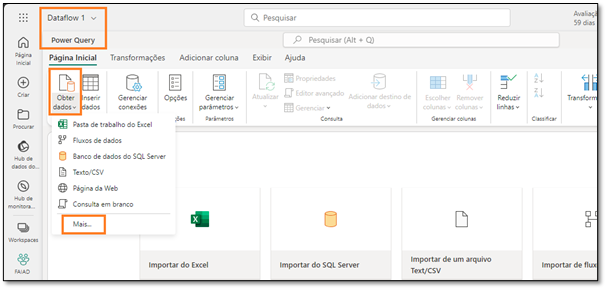 Dataflow 1
Pesquisar
Avaliação
59 dias
Power Query
Pesquisar (Alt + Q)
Página Inicial
Transformações
Adicionar coluna
Exibir
Ajuda
Obter dados
Inserir dados
Gerenciar conexões
Opções
Gerenciar parâmetros
Parâmetros
Atualizar
Propriedades
Editor avançado
Gerenciar
Consulta
Adicionar destino de dados
Escolher colunas
Remover colunas
Gerenciar colunas
Reduzir linhas
Classificar
Transform
Página Inicial
Criar
Procurar
Hub de dados do...
Hub de monitora...
Workspaces
FAIAD
Pasta de trabalho do Excel
Fluxos de dados
Banco de dados do SQL Server
Texto/CSV
Página da Web
Consulta em branco
Mais...
Importar do Excel
Importar do SQL Server
Importar de um arquivo Text/CSV
Importar de flux